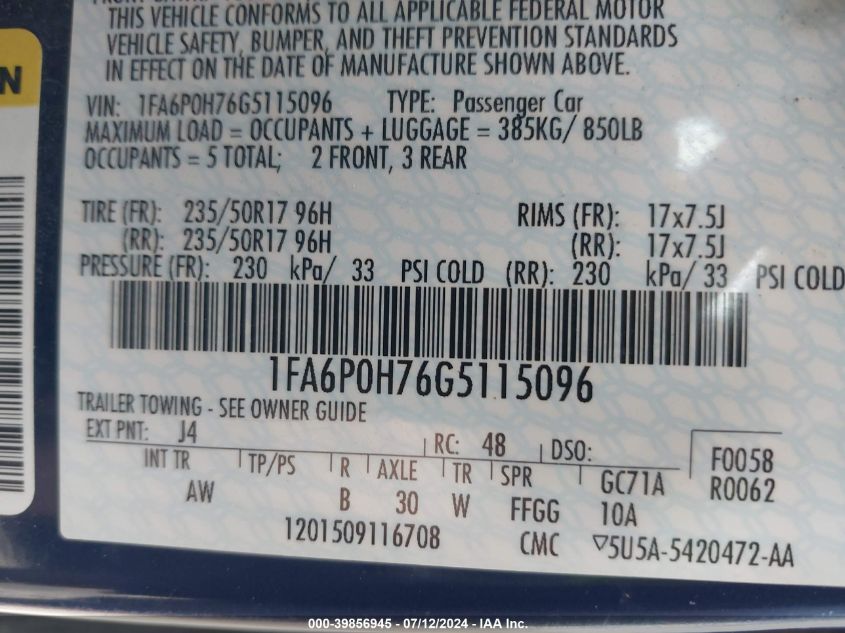 THIS VEHICLE CONFORMS TO ALL APPLICABLE FEDERAL MOTOR
VEHICLE SAFETY, BUMPER, AND THEFT PREVENTION STANDARDS
IN EFFECT ON THE DATE OF MANUFACTURE SHOWN ABOVE.
VIN: 1FA6P0H76G5115096 TYPE: Passenger Car
MAXIMUM LOAD = OCCUPANTS + LUGGAGE = 385KG/ 850LB
OCCUPANTS = 5 TOTAL; 2 FRONT, 3 REAR
TIRE (FR): 235/50R17 96H RIMS (FR): 17x7.5J
(RR): 235/50R17 96H (RR): 17x7.5J
PRESSURE (FR): 230 kPa/ 33 PSI COLD (RR): 230 kPa/ 33 PSI COLD
1FA6P0H76G5115096
TRAILER TOWING - SEE OWNER GUIDE
EXT PNT: J4 RC: 48 DSO: F0058
INT TR TP/PS R AXLE TR SPR GC71A R0062
AW B 30 W FFGG 10A
1201509116708 CMC ▽5U5A-5420472-AA
000-39856945 / 07/12/2024 - IAA Inc.